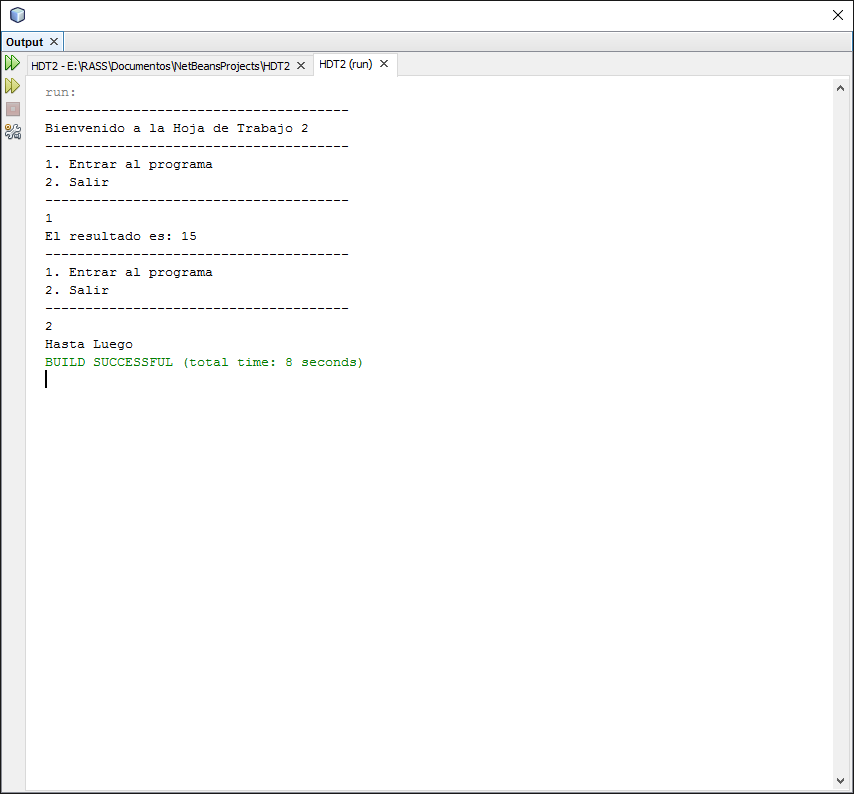 Output
HDT2 - E:\RASS\Documentos\NetBeansProjects\HDT2
HDT2 (run)
run:
--------------------------------------
Bienvenido a la Hoja de Trabajo 2
--------------------------------------
1. Entrar al programa
2. Salir
--------------------------------------
1
El resultado es: 15
--------------------------------------
1. Entrar al programa
2. Salir
--------------------------------------
2
Hasta Luego
BUILD SUCCESSFUL (total time: 8 seconds)